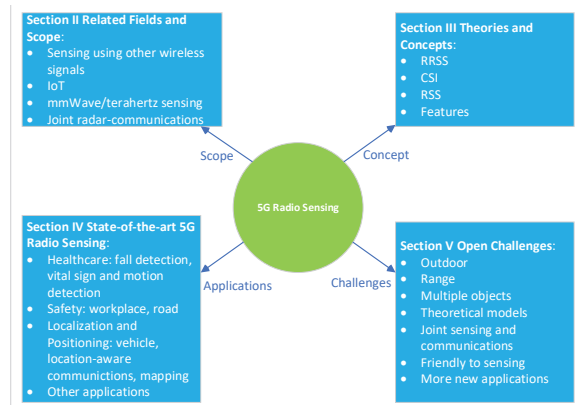 Section II Related Fields and
Scope:
• Sensing using other wireless
signals
• IoT
• mmWave/terahertz sensing
• Joint radar-communications
Section III Theories and
Concepts:
• RRSS
• CSI
• RSS
• Features
Scope
Concept
5G Radio Sensing
Applications
Challenges
Section IV State-of-the-art 5G
Radio Sensing:
• Healthcare: fall detection,
vital sign and motion
detection
• Safety: workplace, road
• Localization and
Positioning: vehicle,
location-aware
communictions, mapping
• Other applications
Section V Open Challenges:
• Outdoor
• Range
• Multiple objects
• Theoretical models
• Joint sensing and
communications
• Friendly to sensing
• More new applications